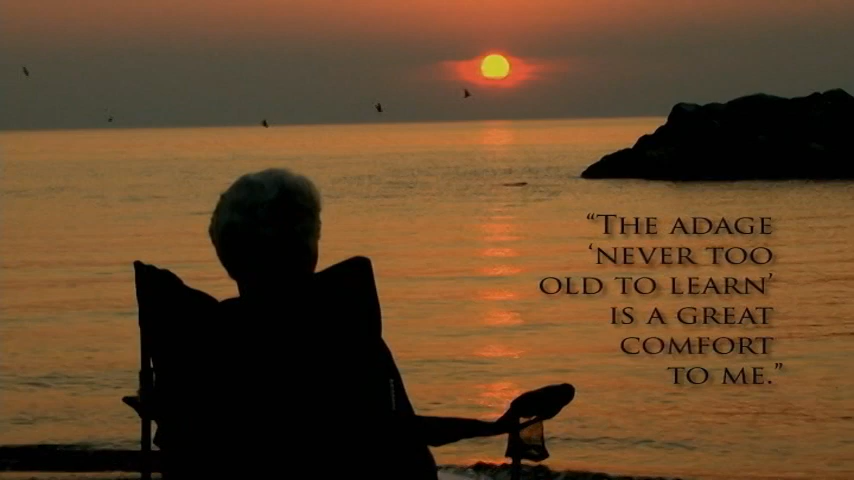 “The adage
‘never too
old to learn’
is a great
comfort
to me.”